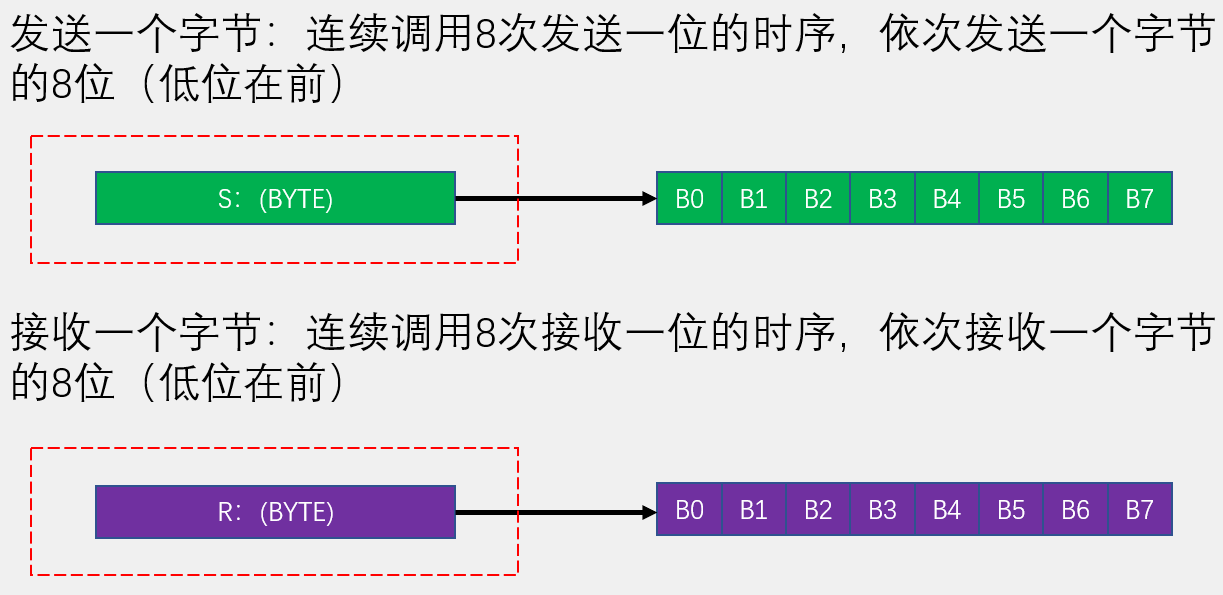 发送一个字节：连续调用8次发送一位的时序，依次发送一个字节
的8位（低位在前）
S：(BYTE)
B0 B1 B2 B3 B4 B5 B6 B7
接收一个字节：连续调用8次接收一位的时序，依次接收一个字节
的8位（低位在前）
R：(BYTE)
B0 B1 B2 B3 B4 B5 B6 B7